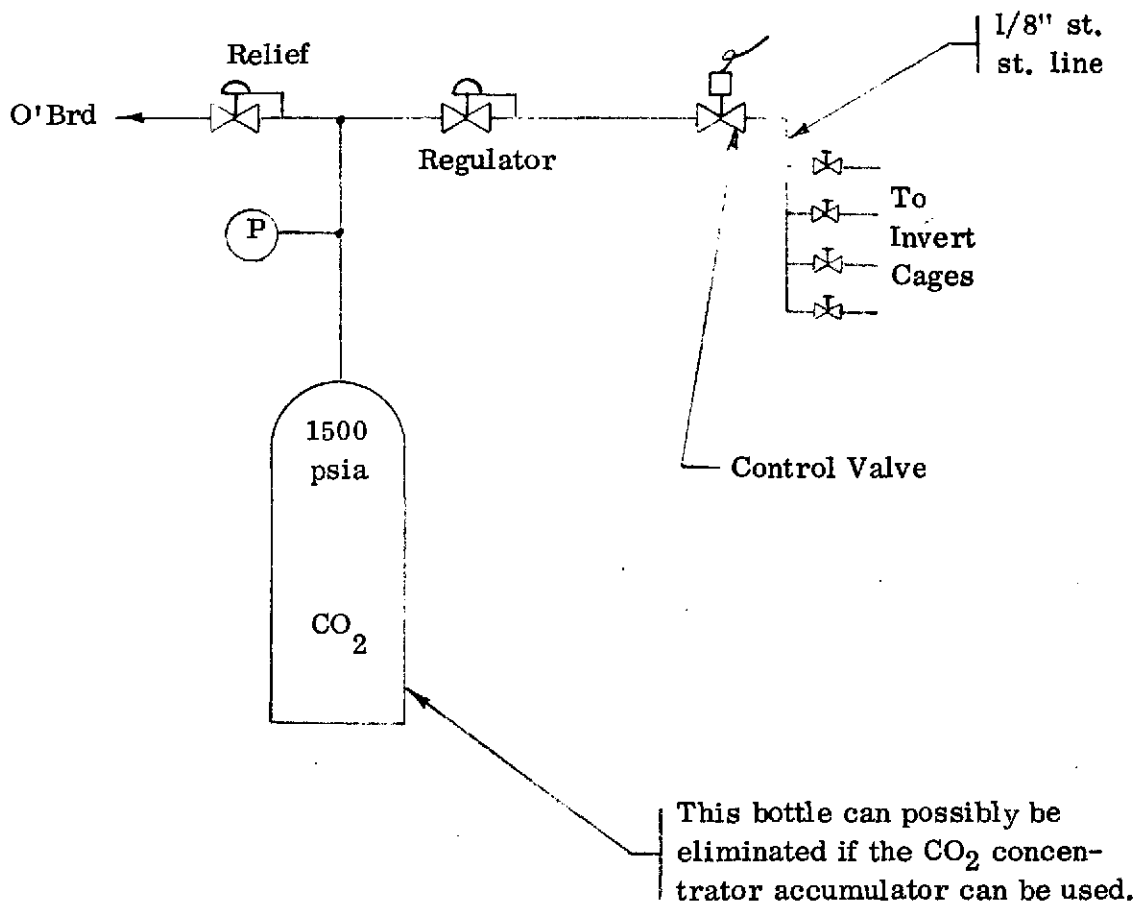 1/8" st.
st. line
Relief
O'Brd
Regulator
P
To
Invert
Cages
Control Valve
1500
psia
CO2
This bottle can possibly be
eliminated if the CO2 concen-
trator accumulator can be used.